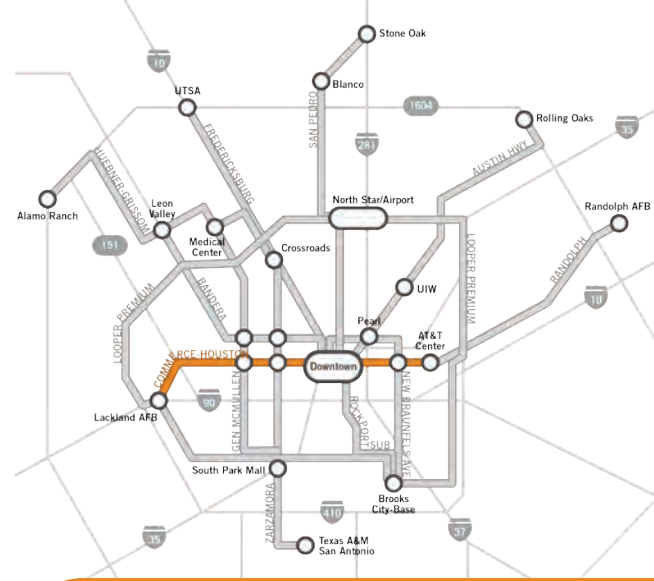 Stone Oak
10
281
UTSA
Blanco
1604
SAN PEDRO
Rolling Oaks
35
FREDERICKSBURG
281
AUSTIN HWY
HUEBNER-GRISSOM
Alamo Ranch
Leon
Valley
North Star/Airport
Randolph AFB
Medical
Center
Crossroads
151
LOOPER PREMIUM
RANDOLPH
UIW
10
LOOPER PREMIUM
BANDERA
Pearl
AT&T
Center
COMMERCE-HOUSTON
Downtown
Lackland AFB
90
GEN MCMULLEN
ROCKPORT
NEW BRAUNFELS AVE
SUB
South Park Mall
Brooks
City-Base
ZARZAMORA
410
35
37
Texas A&M
San Antonio